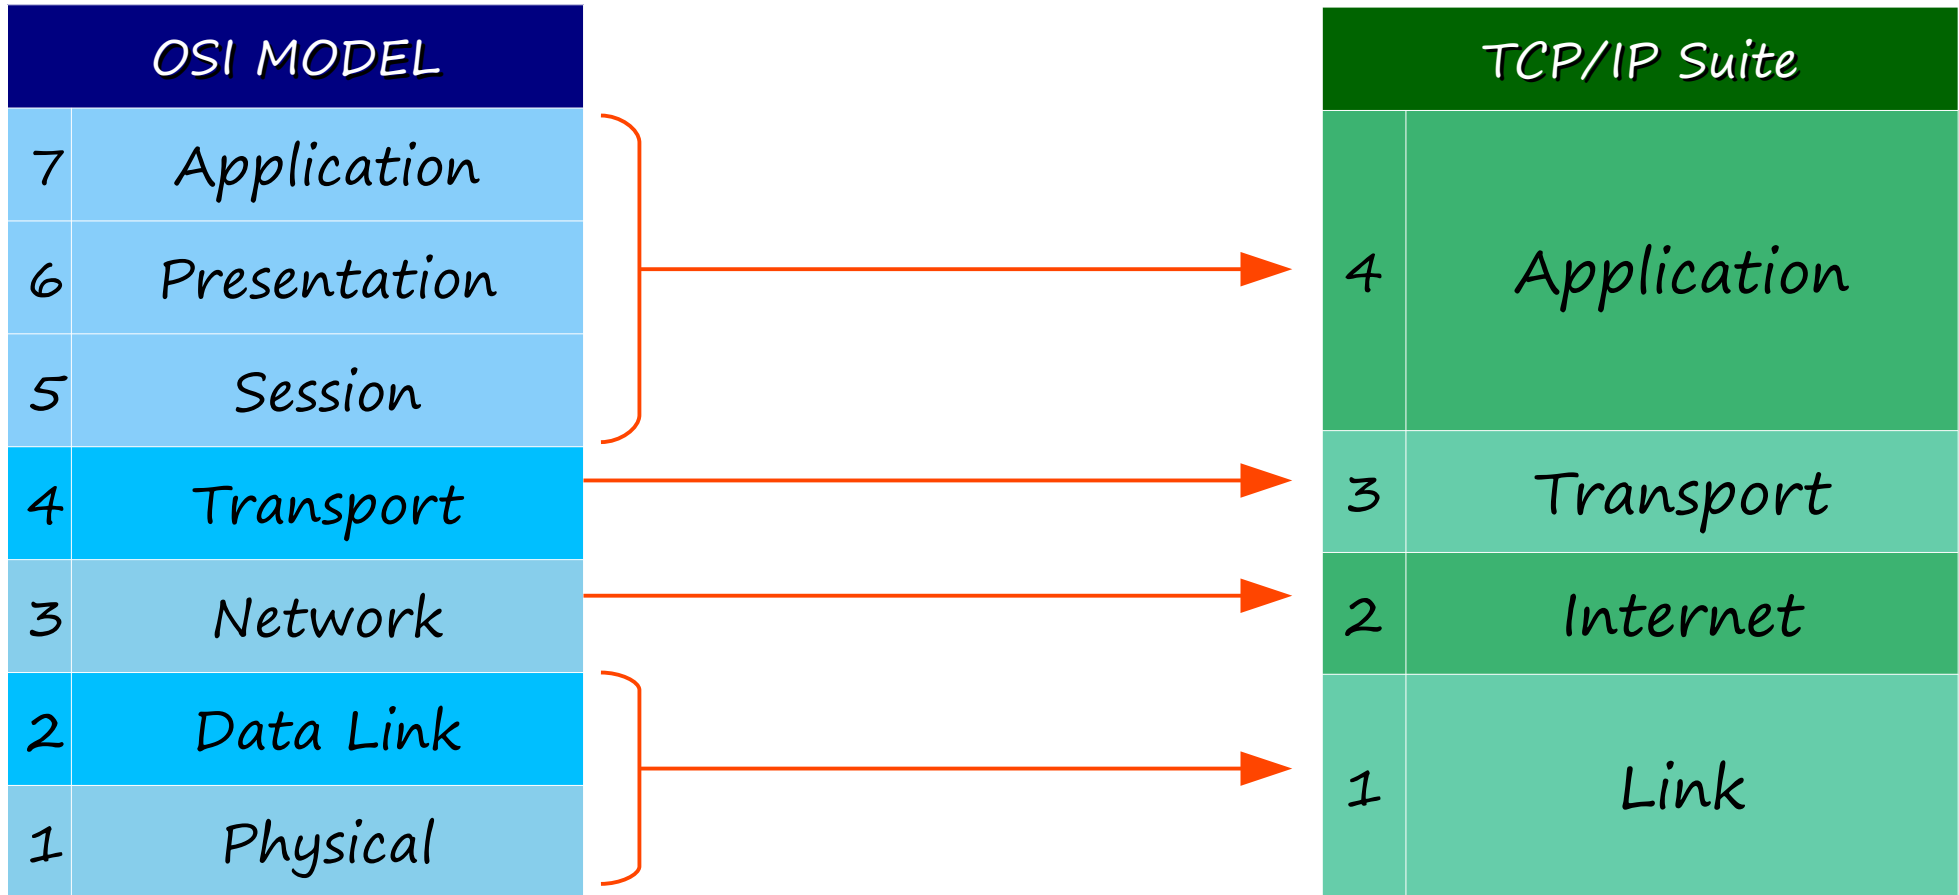 OSI MODEL
7 Application
6 Presentation
5 Session
4 Transport
3 Network
2 Data Link
1 Physical
TCP/IP Suite
4 Application
3 Transport
2 Internet
1 Link